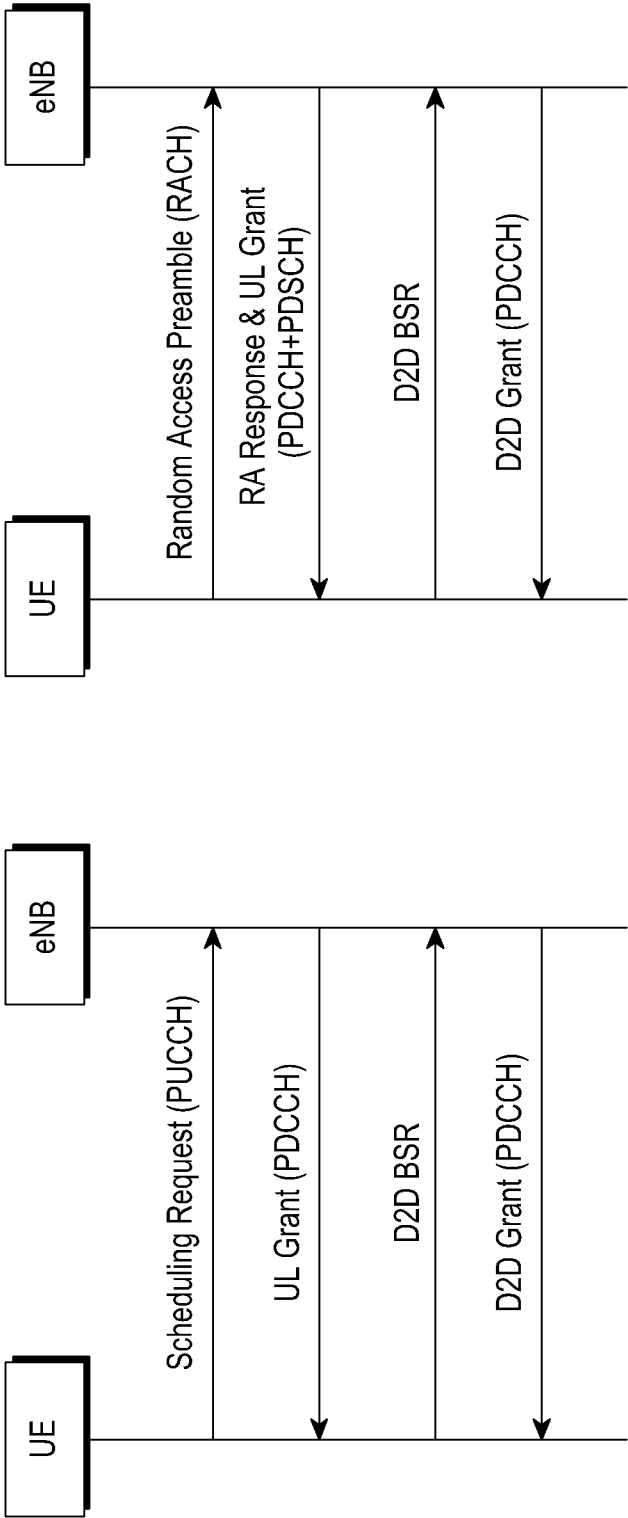 UE
eNB
Scheduling Request (PUCCH)
UL Grant (PDCCH)
D2D BSR
D2D Grant (PDCCH)
UE
eNB
Random Access Preamble (RACH)
RA Response & UL Grant
(PDCCH+PDSCH)
D2D BSR
D2D Grant (PDCCH)